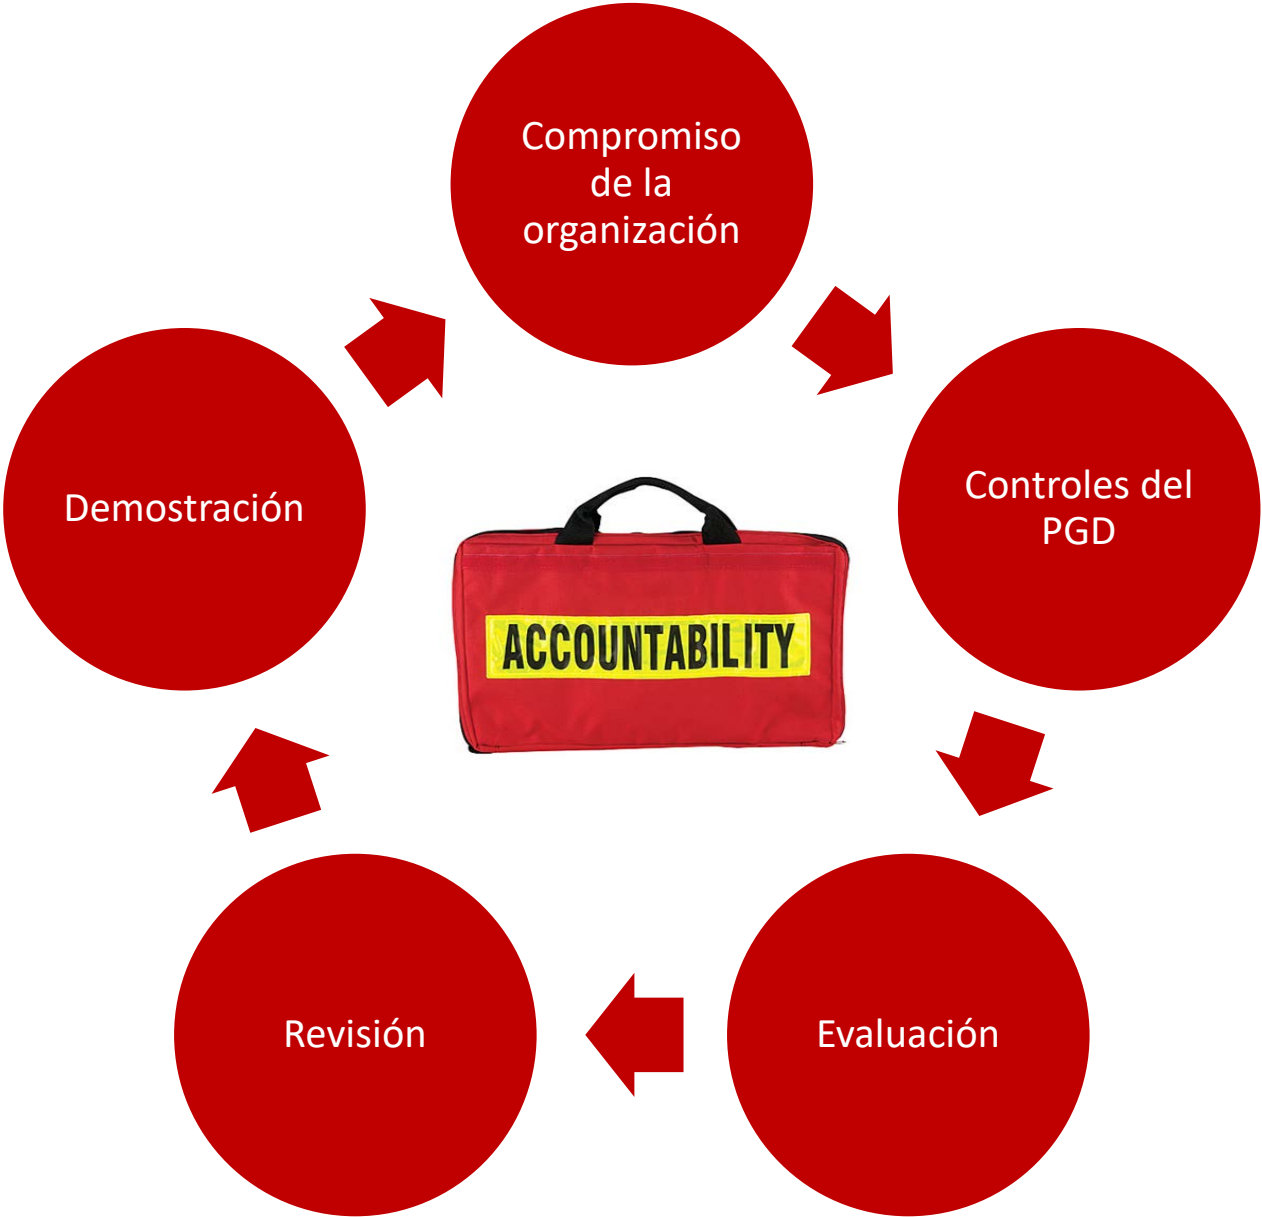 Compromiso
de la
organización
Controles del
PGD
Evaluación
Revisión
Demostración
ACCOUNTABILITY